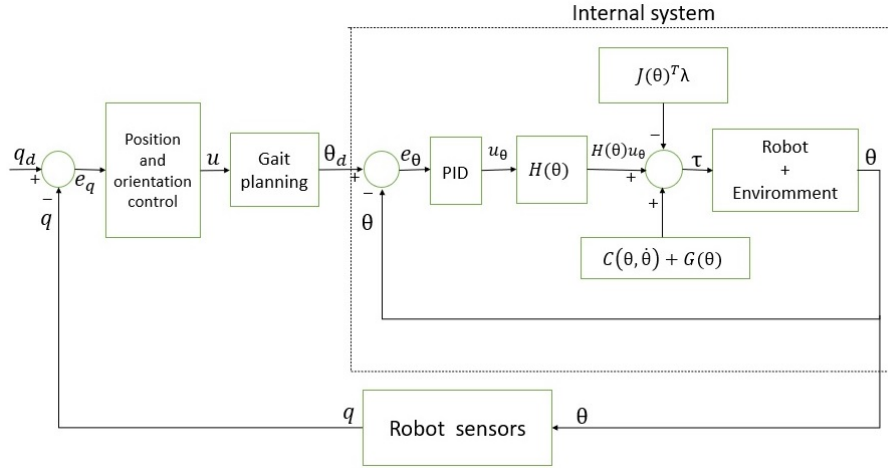 Internal system
J(θ)^T λ
Position
and
orientation
control
Gait
planning
PID
H(θ)
Robot
+
Enviromment
q_d
+
−
q
e_q
u
θ_d
+
−
θ
e_θ
u_θ
H(θ)u_θ
+
−
+
τ
θ
C(θ, θ̇) + G(θ)
q
Robot sensors
θ